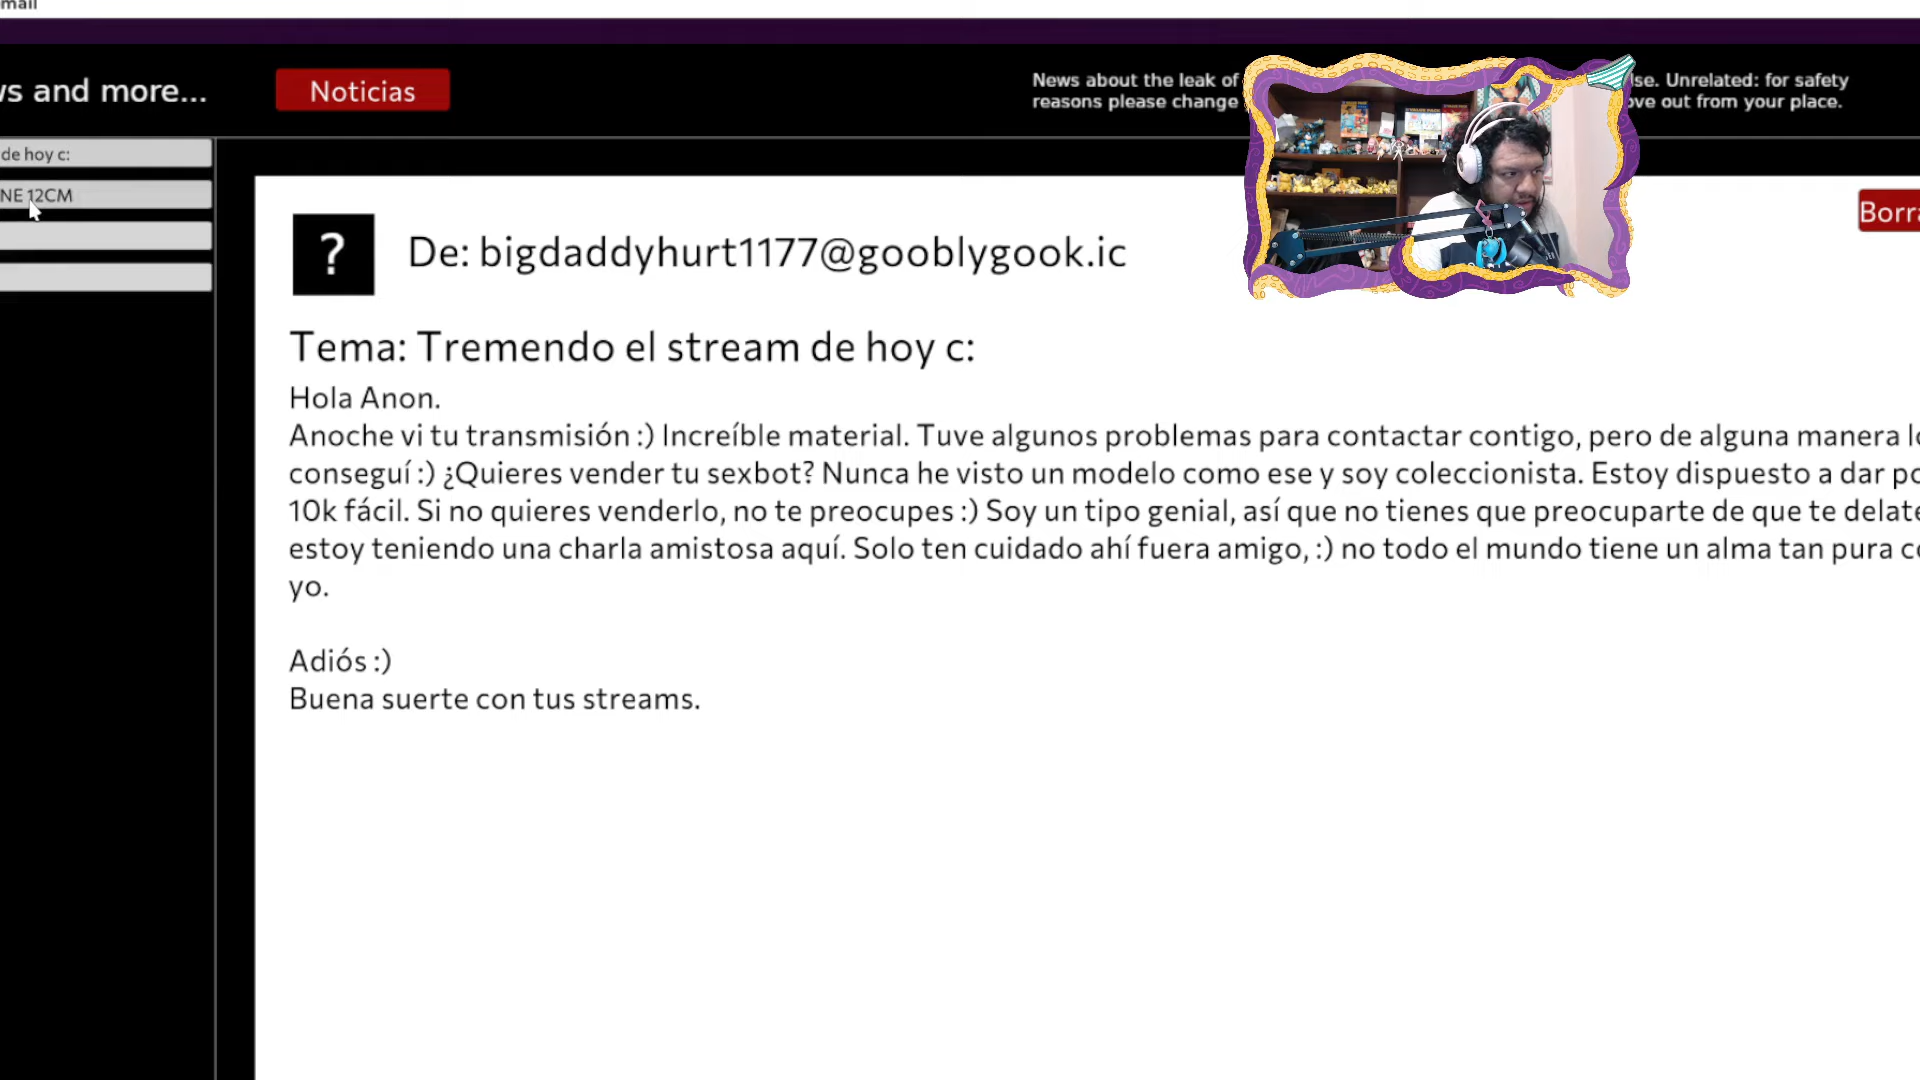 mail
ws and more...
Noticias
News about the leak of lse. Unrelated: for safety
reasons please change ove out from your place.
de hoy c:
NE 12CM
Borra
?
De: bigdaddyhurt1177@gooblygook.ic
Tema: Tremendo el stream de hoy c:
Hola Anon.
Anoche vi tu transmisión :) Increíble material. Tuve algunos problemas para contactar contigo, pero de alguna manera lo
conseguí :) ¿Quieres vender tu sexbot? Nunca he visto un modelo como ese y soy coleccionista. Estoy dispuesto a dar po
10k fácil. Si no quieres venderlo, no te preocupes :) Soy un tipo genial, así que no tienes que preocuparte de que te delate
estoy teniendo una charla amistosa aquí. Solo ten cuidado ahí fuera amigo, :) no todo el mundo tiene un alma tan pura co
yo.
Adiós :)
Buena suerte con tus streams.